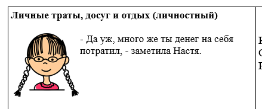 Личные траты, досуг и отдых (личностный)
- Да уж, много же ты денег на себя
потратил, - заметила Настя.